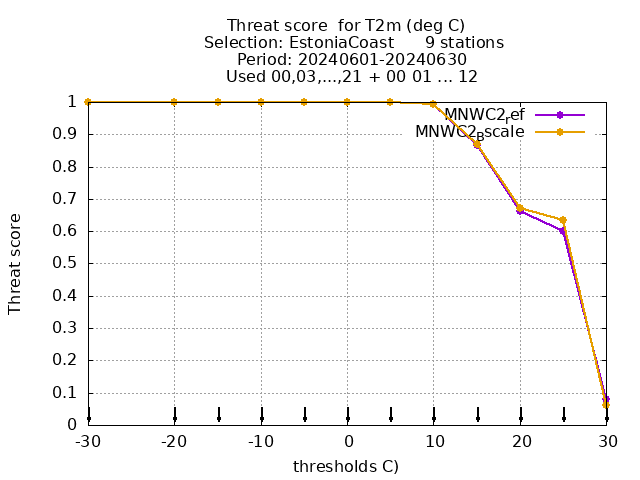 Threat score  for T2m (deg C)
Selection: EstoniaCoast      9 stations
Period: 20240601-20240630
Used 00,03,...,21 + 00 01 ... 12
MNWC2ref
MNWC2Bscale
Threat score
1
0.9
0.8
0.7
0.6
0.5
0.4
0.3
0.2
0.1
0
-30 -20 -10 0 10 20 30
thresholds C)